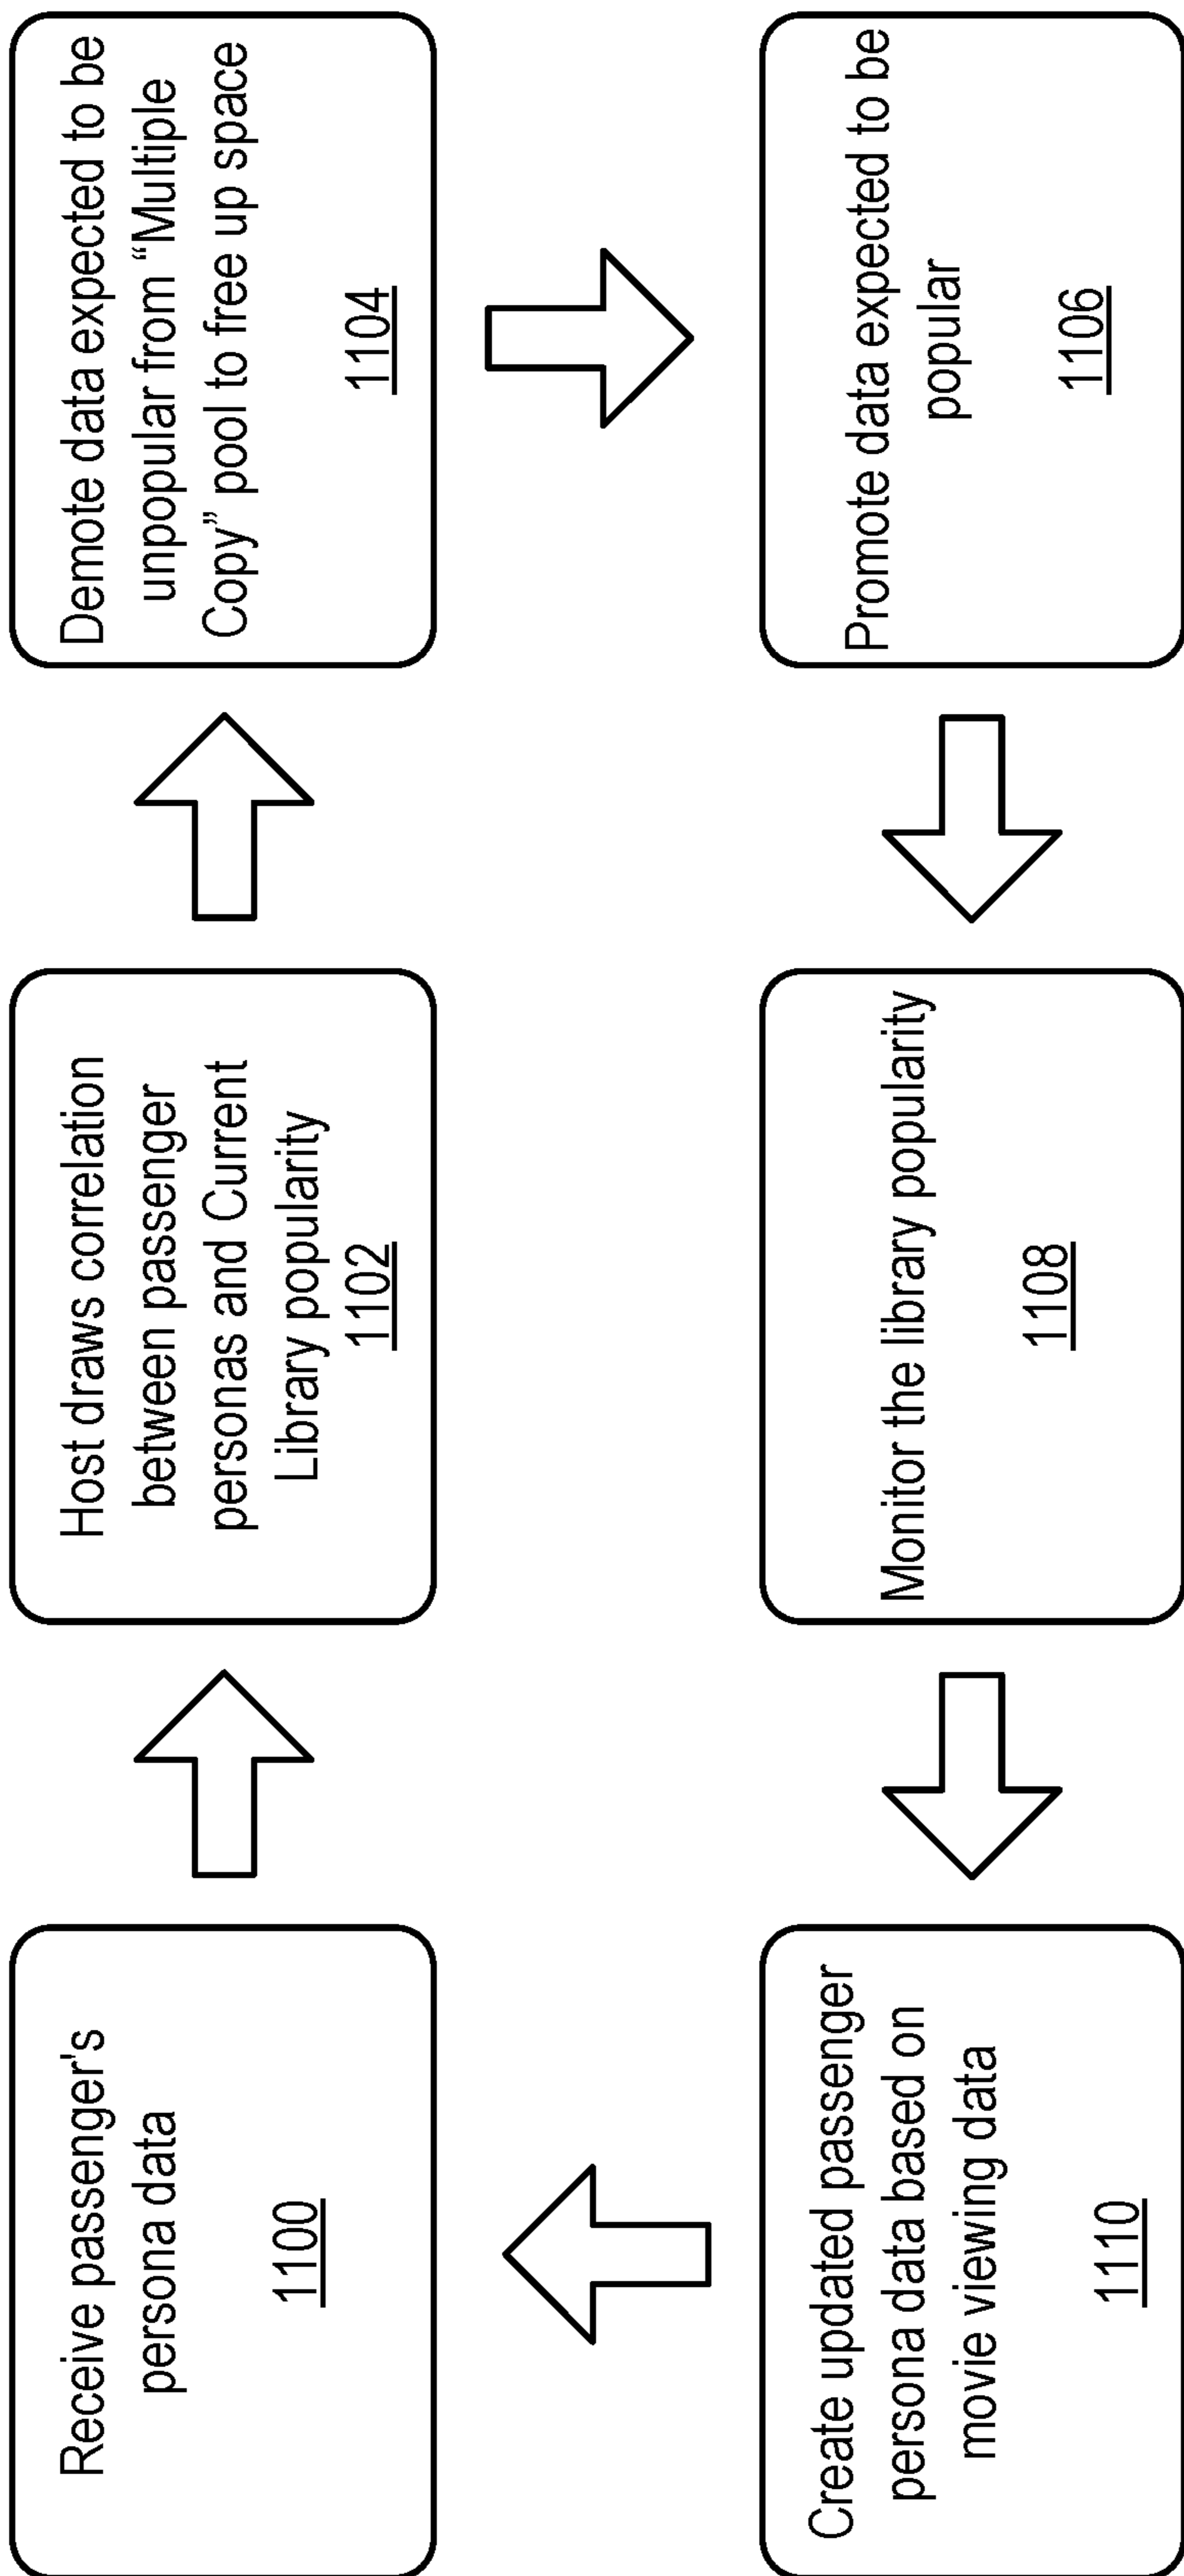 Receive passenger's
persona data
1100
Host draws correlation
between passenger
personas and Current
Library popularity
1102
Demote data expected to be
unpopular from “Multiple
Copy” pool to free up space
1104
Promote data expected to be
popular
1106
Monitor the library popularity
1108
Create updated passenger
persona data based on
movie viewing data
1110